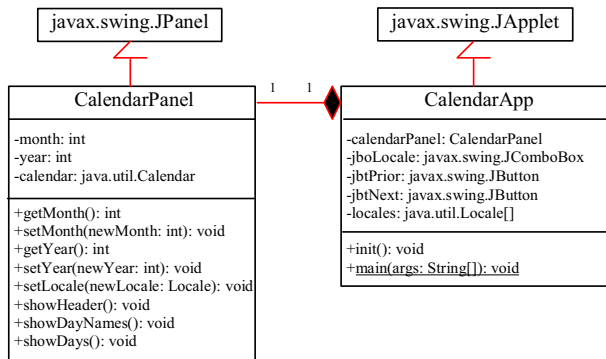 javax.swing.JPanel
javax.swing.JApplet
CalendarPanel
-month: int
-year: int
-calendar: java.util.Calendar
+getMonth(): int
+setMonth(newMonth: int): void
+getYear(): int
+setYear(newYear: int): void
+setLocale(newLocale: Locale): void
+showHeader(): void
+showDayNames(): void
+showDays(): void
1 1
CalendarApp
-calendarPanel: CalendarPanel
-jboLocale: javax.swing.JComboBox
-jbtPrior: javax.swing.JButton
-jbtNext: javax.swing.JButton
-locales: java.util.Locale[]
+init(): void
+main(args: String[]): void